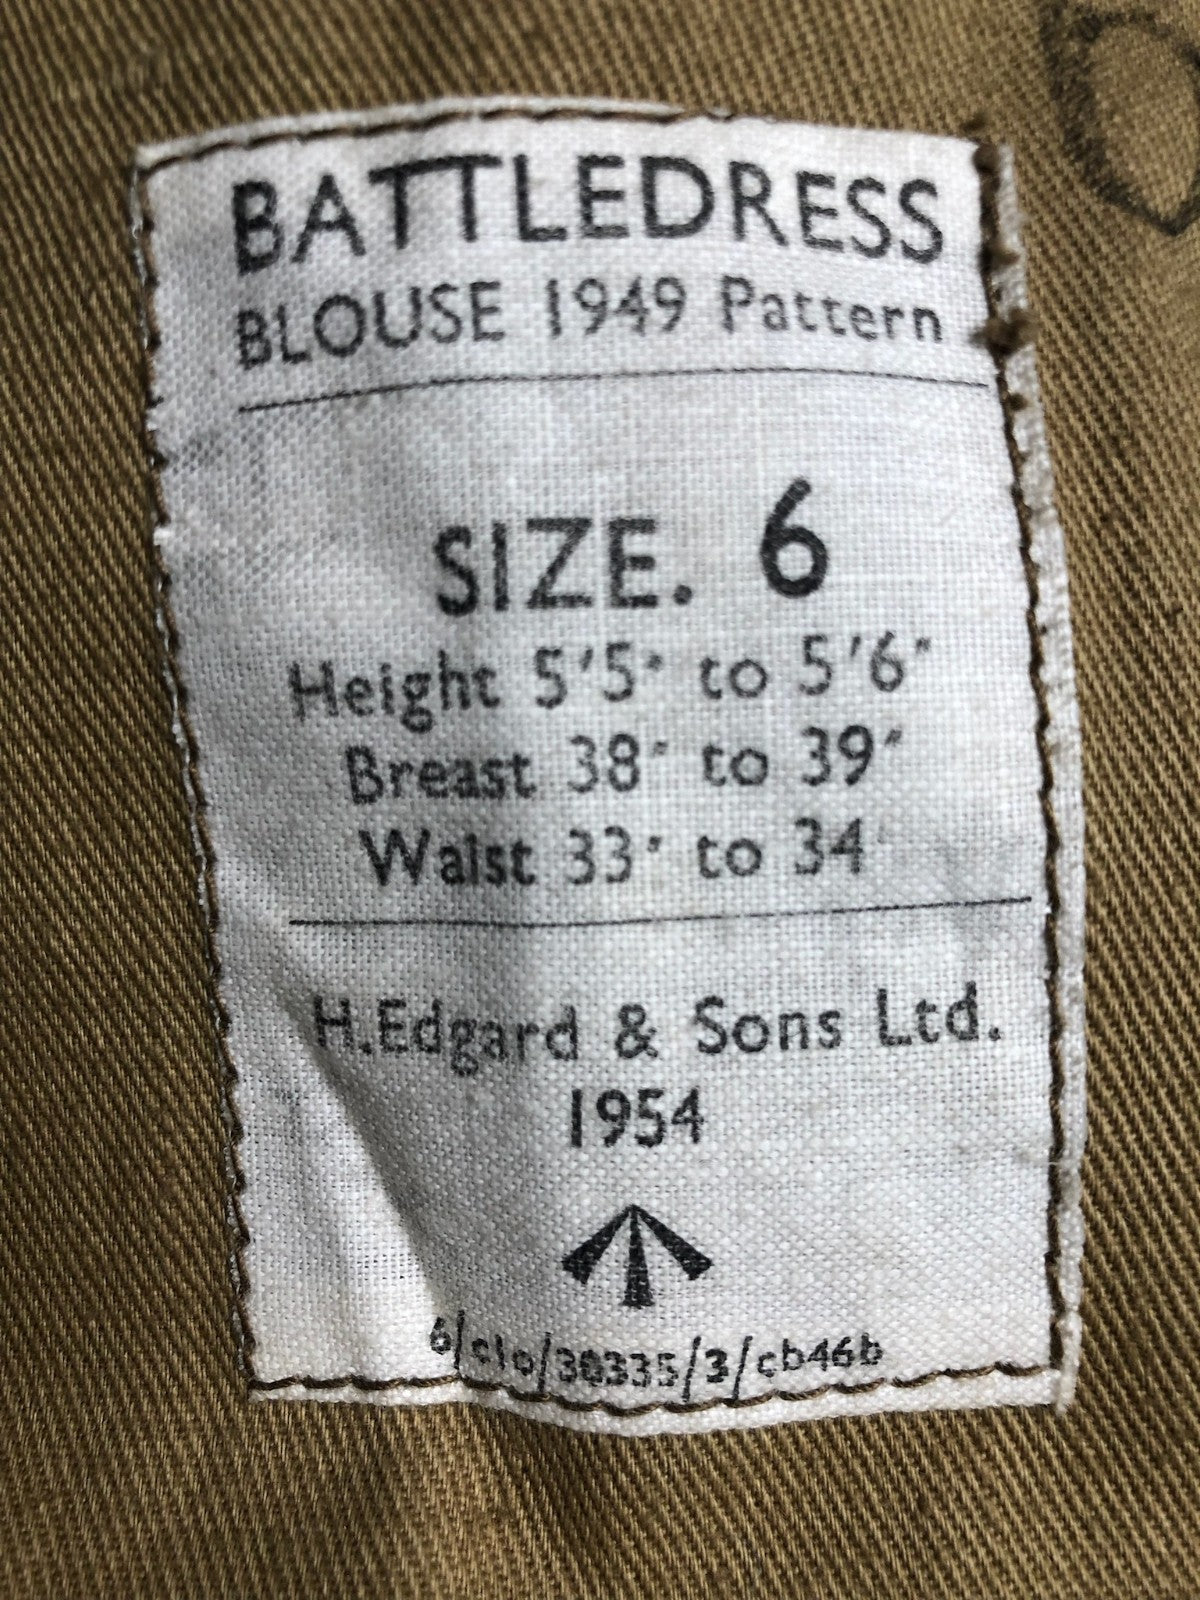 BATTLEDRESS
BLOUSE 1949 Pattern
SIZE. 6
Height 5'5" to 5'6"
Breast 38" to 39"
Waist 33" to 34
H.Edgard & Sons Ltd.
1954
6/clo/30335/3/cb46b